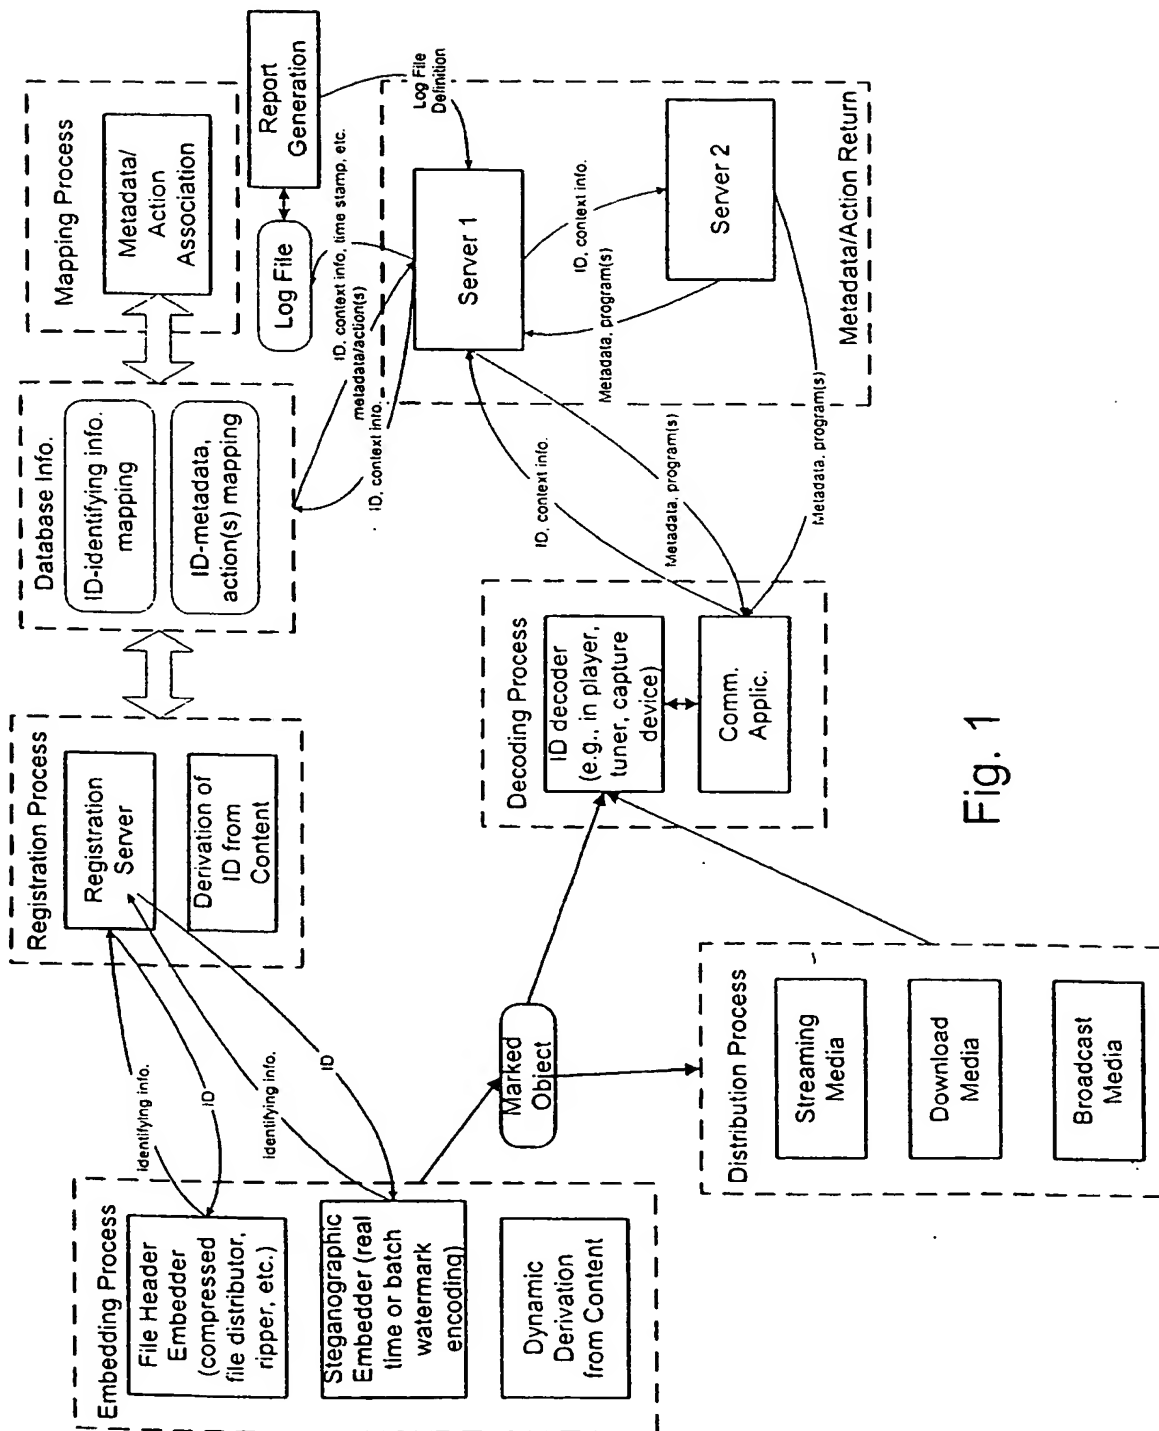 Embedding Process
File Header
Embedder
(compressed
file distributor,
ripper, etc.)
Steganographic
Embedder (real
time or batch
watermark
encoding)
Dynamic
Derivation
from Content
Identifying info.
ID
Identifying info.
ID
Registration Process
Registration
Server
Derivation of
ID from
Content
Database Info.
ID-identifying info.
mapping
ID-metadata,
action(s) mapping
Mapping Process
Metadata/
Action
Association
Log File
Report
Generation
Log File
Definition
ID, context info, time stamp, etc.
metadata/action(s)
ID, context info.
Server 1
ID, context info.
Metadata, program(s)
Server 2
Metadata/Action Return
ID, context info.
Metadata, program(s)
Metadata, program(s)
Decoding Process
ID decoder
(e.g., in player,
tuner, capture
device)
Comm.
Applic.
Marked
Object
Distribution Process
Streaming
Media
Download
Media
Broadcast
Media
Fig. 1